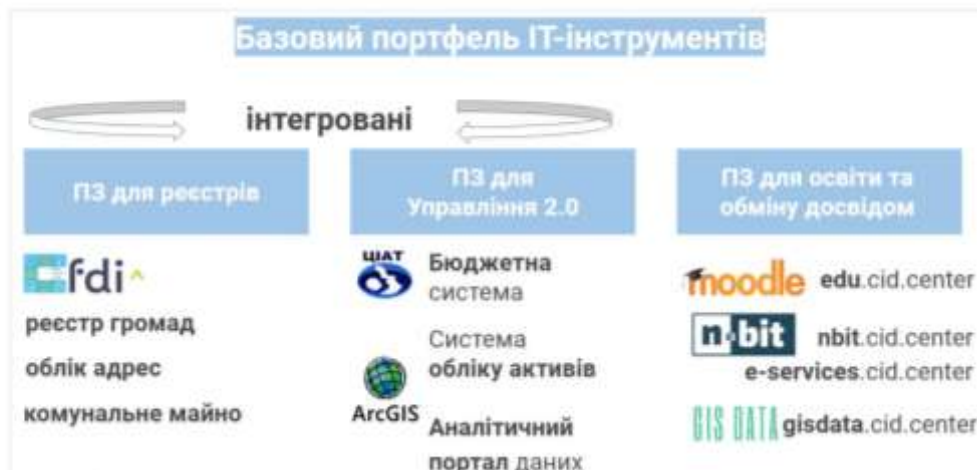 Базовий портфель ІТ-інструментів
інтегровані
ПЗ для реєстрів
fdi
реєстр громад
облік адрес
комунальне майно
ПЗ для
Управління 2.0
ЦІАТ
Бюджетна
система
Система
обліку активів
ArcGIS
Аналітичний
портал даних
ПЗ для освіти та
обміну досвідом
moodle edu.cid.center
n-bit nbit.cid.center
e-services.cid.center
GIS DATA gisdata.cid.center